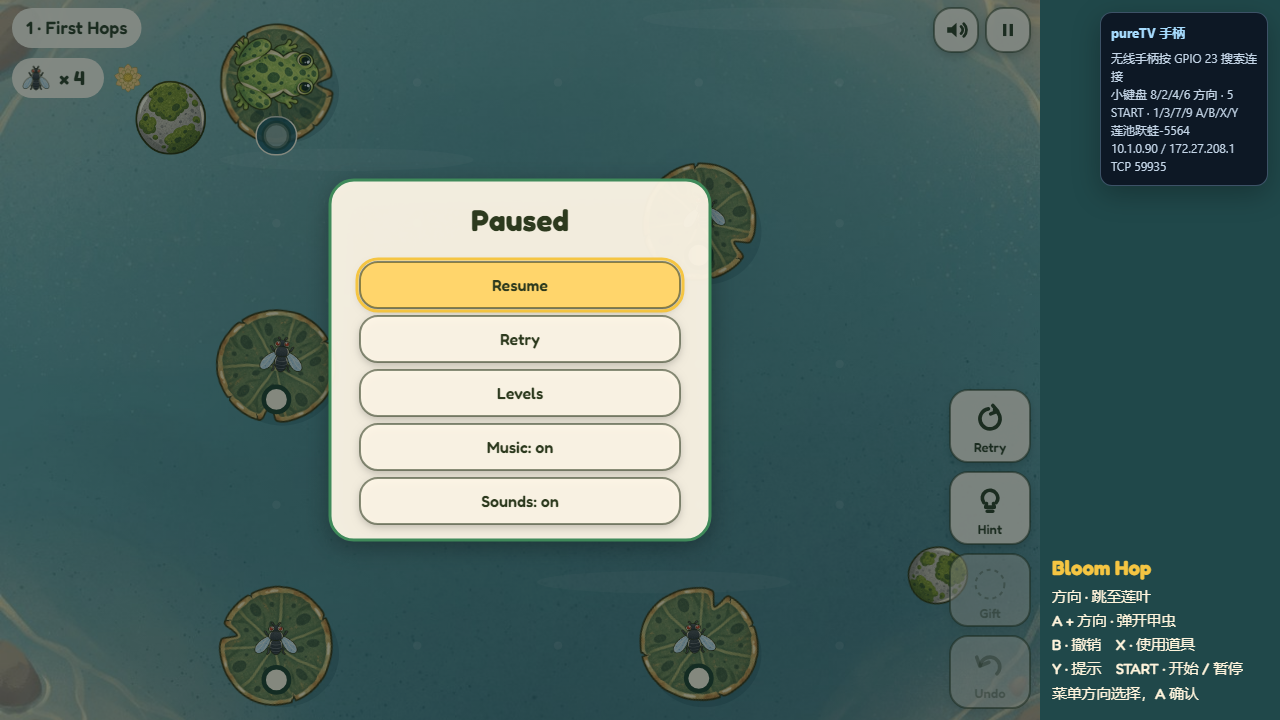 1 · First Hops
× 4
Paused
Resume
Retry
Levels
Music: on
Sounds: on
Retry
Hint
Gift
Undo
pureTV 手柄
无线手柄按 GPIO 23 搜索连
接
小键盘 8/2/4/6 方向 · 5
START · 1/3/7/9 A/B/X/Y
莲池跃蛙-5564
10.1.0.90 / 172.27.208.1
TCP 59935
Bloom Hop
方向 · 跳至莲叶
A + 方向 · 弹开甲虫
B · 撤销 X · 使用道具
Y · 提示 START · 开始 / 暂停
菜单方向选择，A 确认